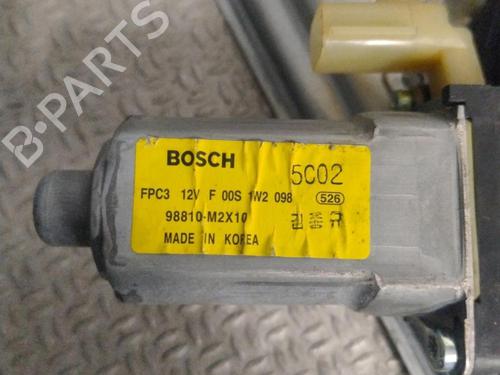 B-PARTS
BOSCH 5C02
FPC3 12V F 00S 1W2 098 526
98810-M2X10
MADE IN KOREA